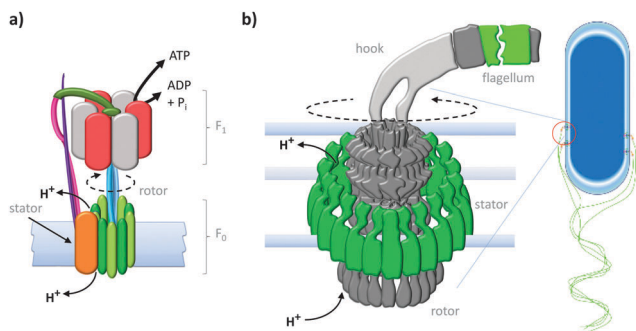 a)
ATP
ADP
+ Pi
F1
H+
rotor
stator
F0
H+
b)
hook
flagellum
H+
stator
rotor
H+